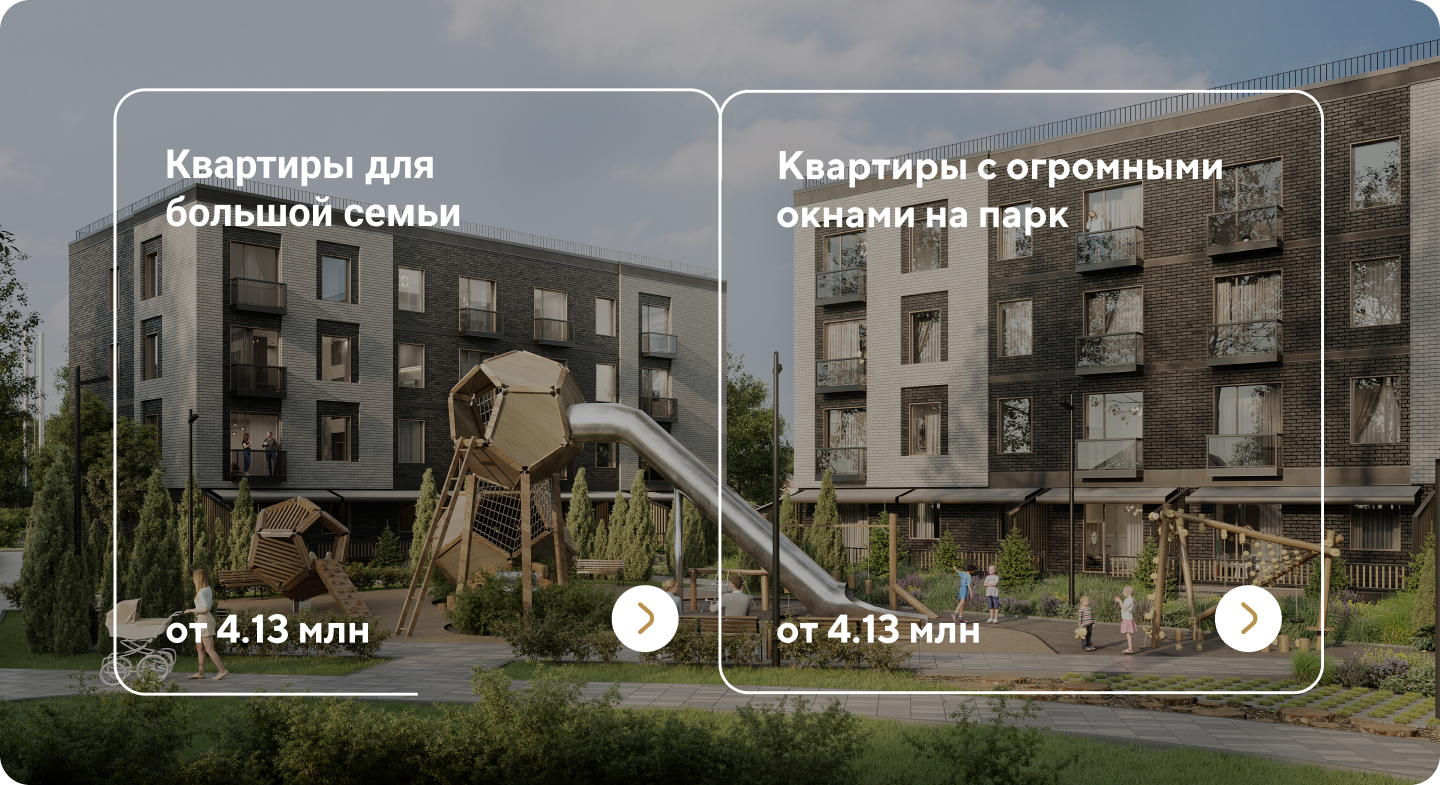 Квартиры для
большой семьи
от 4.13 млн
Квартиры с огромными
окнами на парк
от 4.13 млн